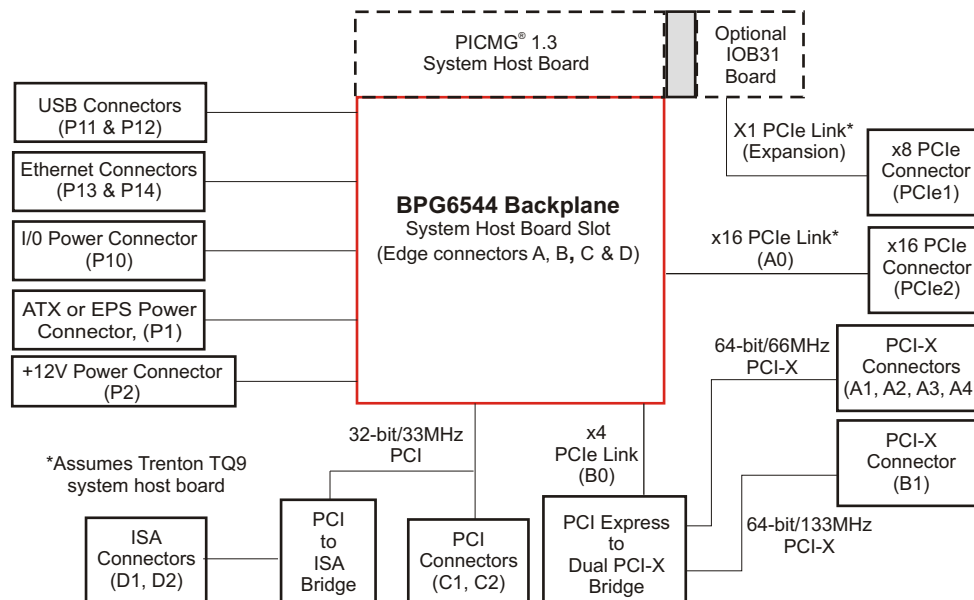 PICMG® 1.3
System Host Board
Optional
IOB31
Board
USB Connectors
(P11 & P12)
Ethernet Connectors
(P13 & P14)
I/0 Power Connector
(P10)
ATX or EPS Power
Connector, (P1)
+12V Power Connector
(P2)
BPG6544 Backplane
System Host Board Slot
(Edge connectors A, B, C & D)
X1 PCIe Link*
(Expansion)
x8 PCIe
Connector
(PCIe1)
x16 PCIe Link*
(A0)
x16 PCIe
Connector
(PCIe2)
64-bit/66MHz
PCI-X
PCI-X
Connectors
(A1, A2, A3, A4
32-bit/33MHz
PCI
x4
PCIe Link
(B0)
PCI-X
Connector
(B1)
*Assumes Trenton TQ9
system host board
64-bit/133MHz
PCI-X
ISA
Connectors
(D1, D2)
PCI
to
ISA
Bridge
PCI
Connectors
(C1, C2)
PCI Express
to
Dual PCI-X
Bridge